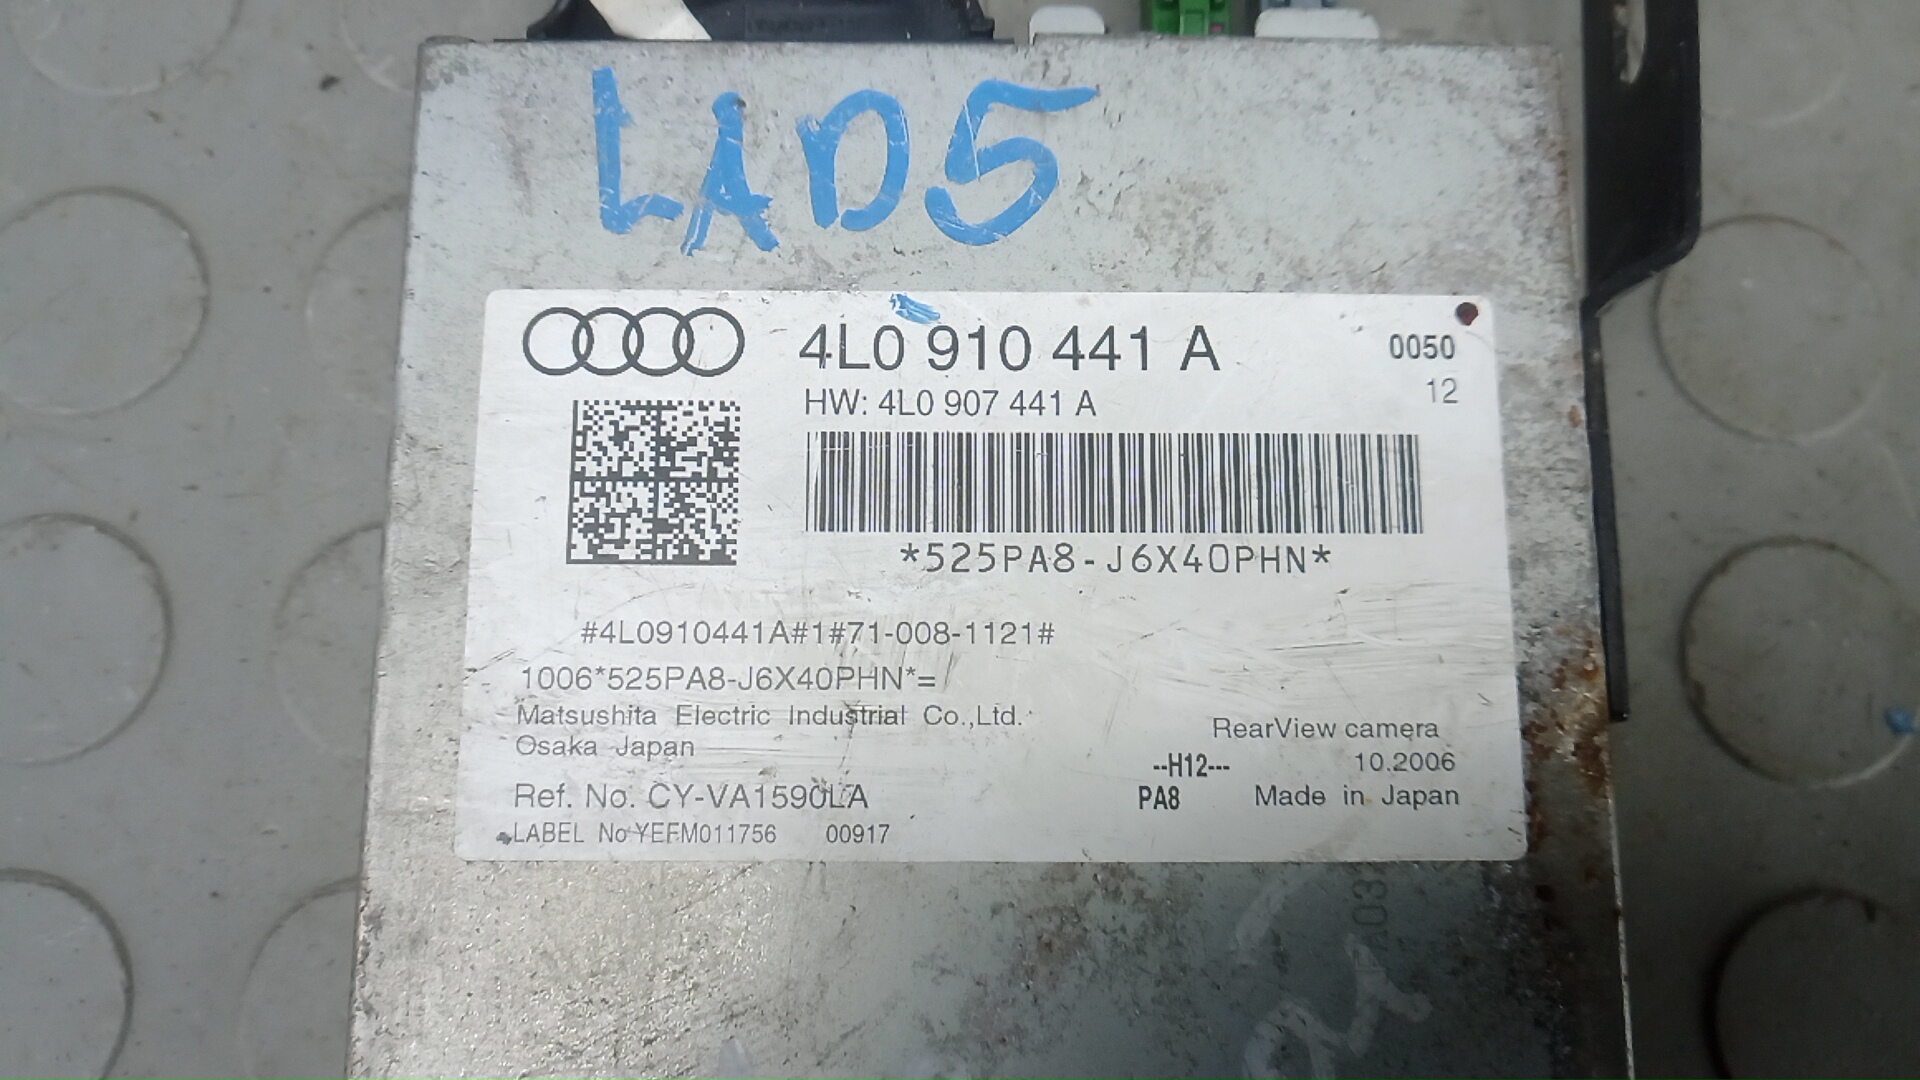 LAD5
4L0 910 441 A
0050
HW: 4L0 907 441 A
12
*525PA8-J6X40PHN*
#4L0910441A#1#71-008-1121#
1006*525PA8-J6X40PHN*=
Matsushita Electric Industrial Co.,Ltd.
Osaka Japan
RearView camera
--H12---
10.2006
Ref. No. CY-VA1590LA
PA8
Made in Japan
LABEL No YEFM011756 00917